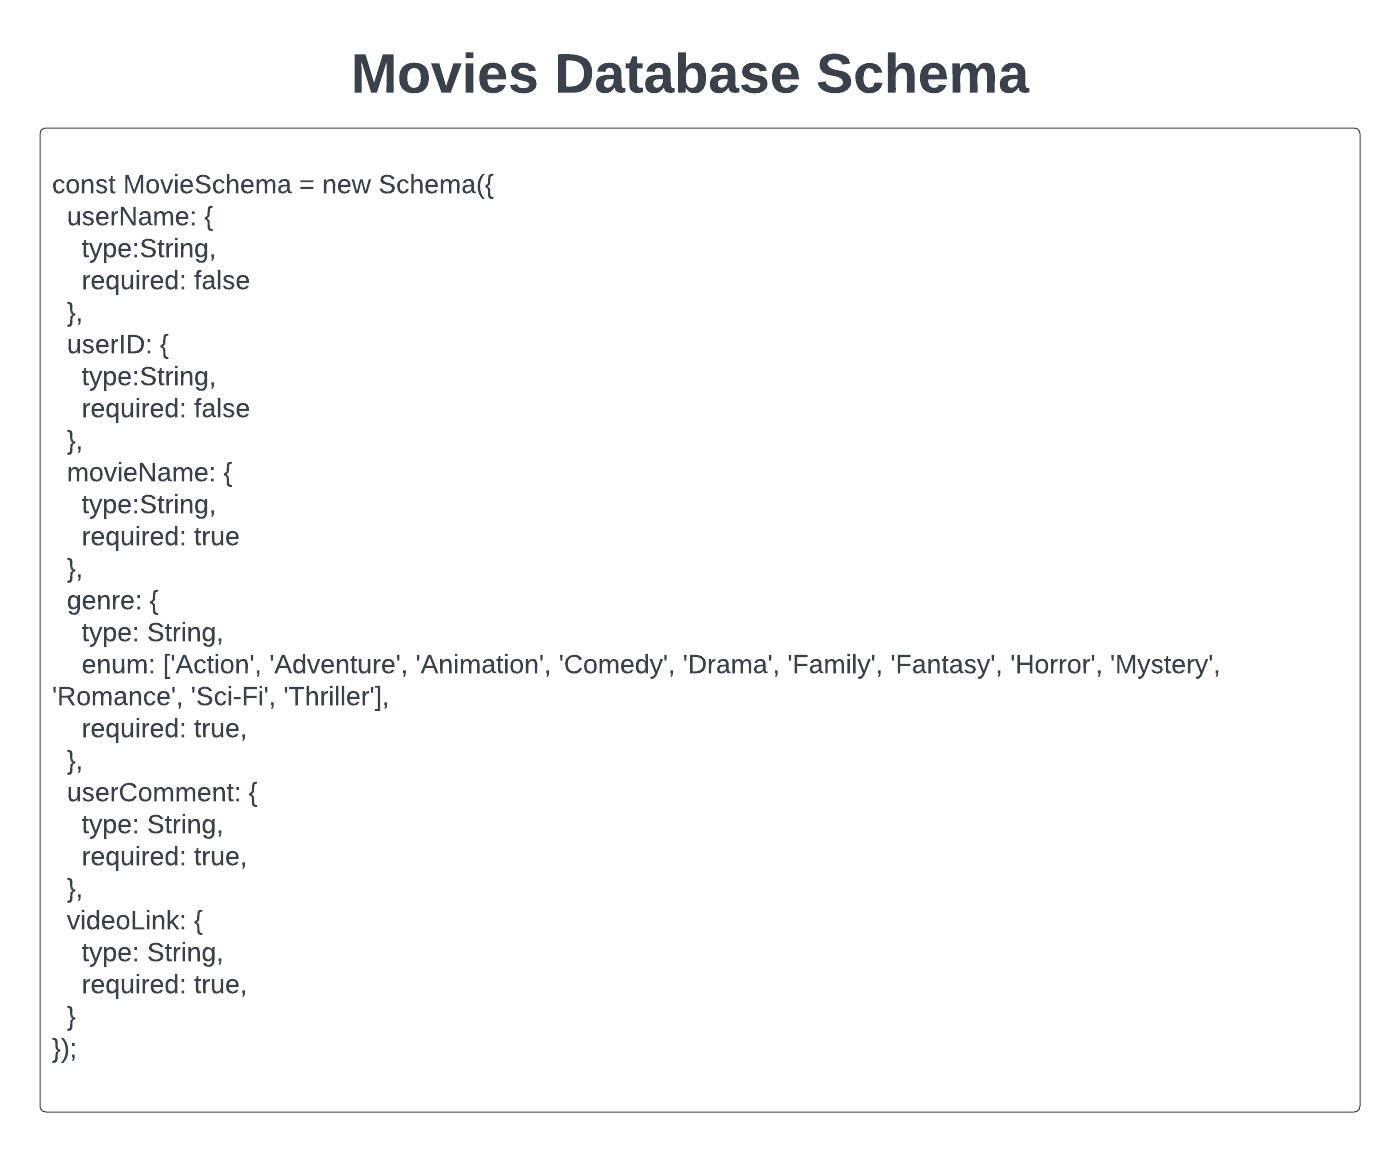 Movies Database Schema
const MovieSchema = new Schema({
  userName: {
    type:String,
    required: false
  },
  userID: {
    type:String,
    required: false
  },
  movieName: {
    type:String,
    required: true
  },
  genre: {
    type: String,
    enum: ['Action', 'Adventure', 'Animation', 'Comedy', 'Drama', 'Family', 'Fantasy', 'Horror', 'Mystery',
'Romance', 'Sci-Fi', 'Thriller'],
    required: true,
  },
  userComment: {
    type: String,
    required: true,
  },
  videoLink: {
    type: String,
    required: true,
  }
});